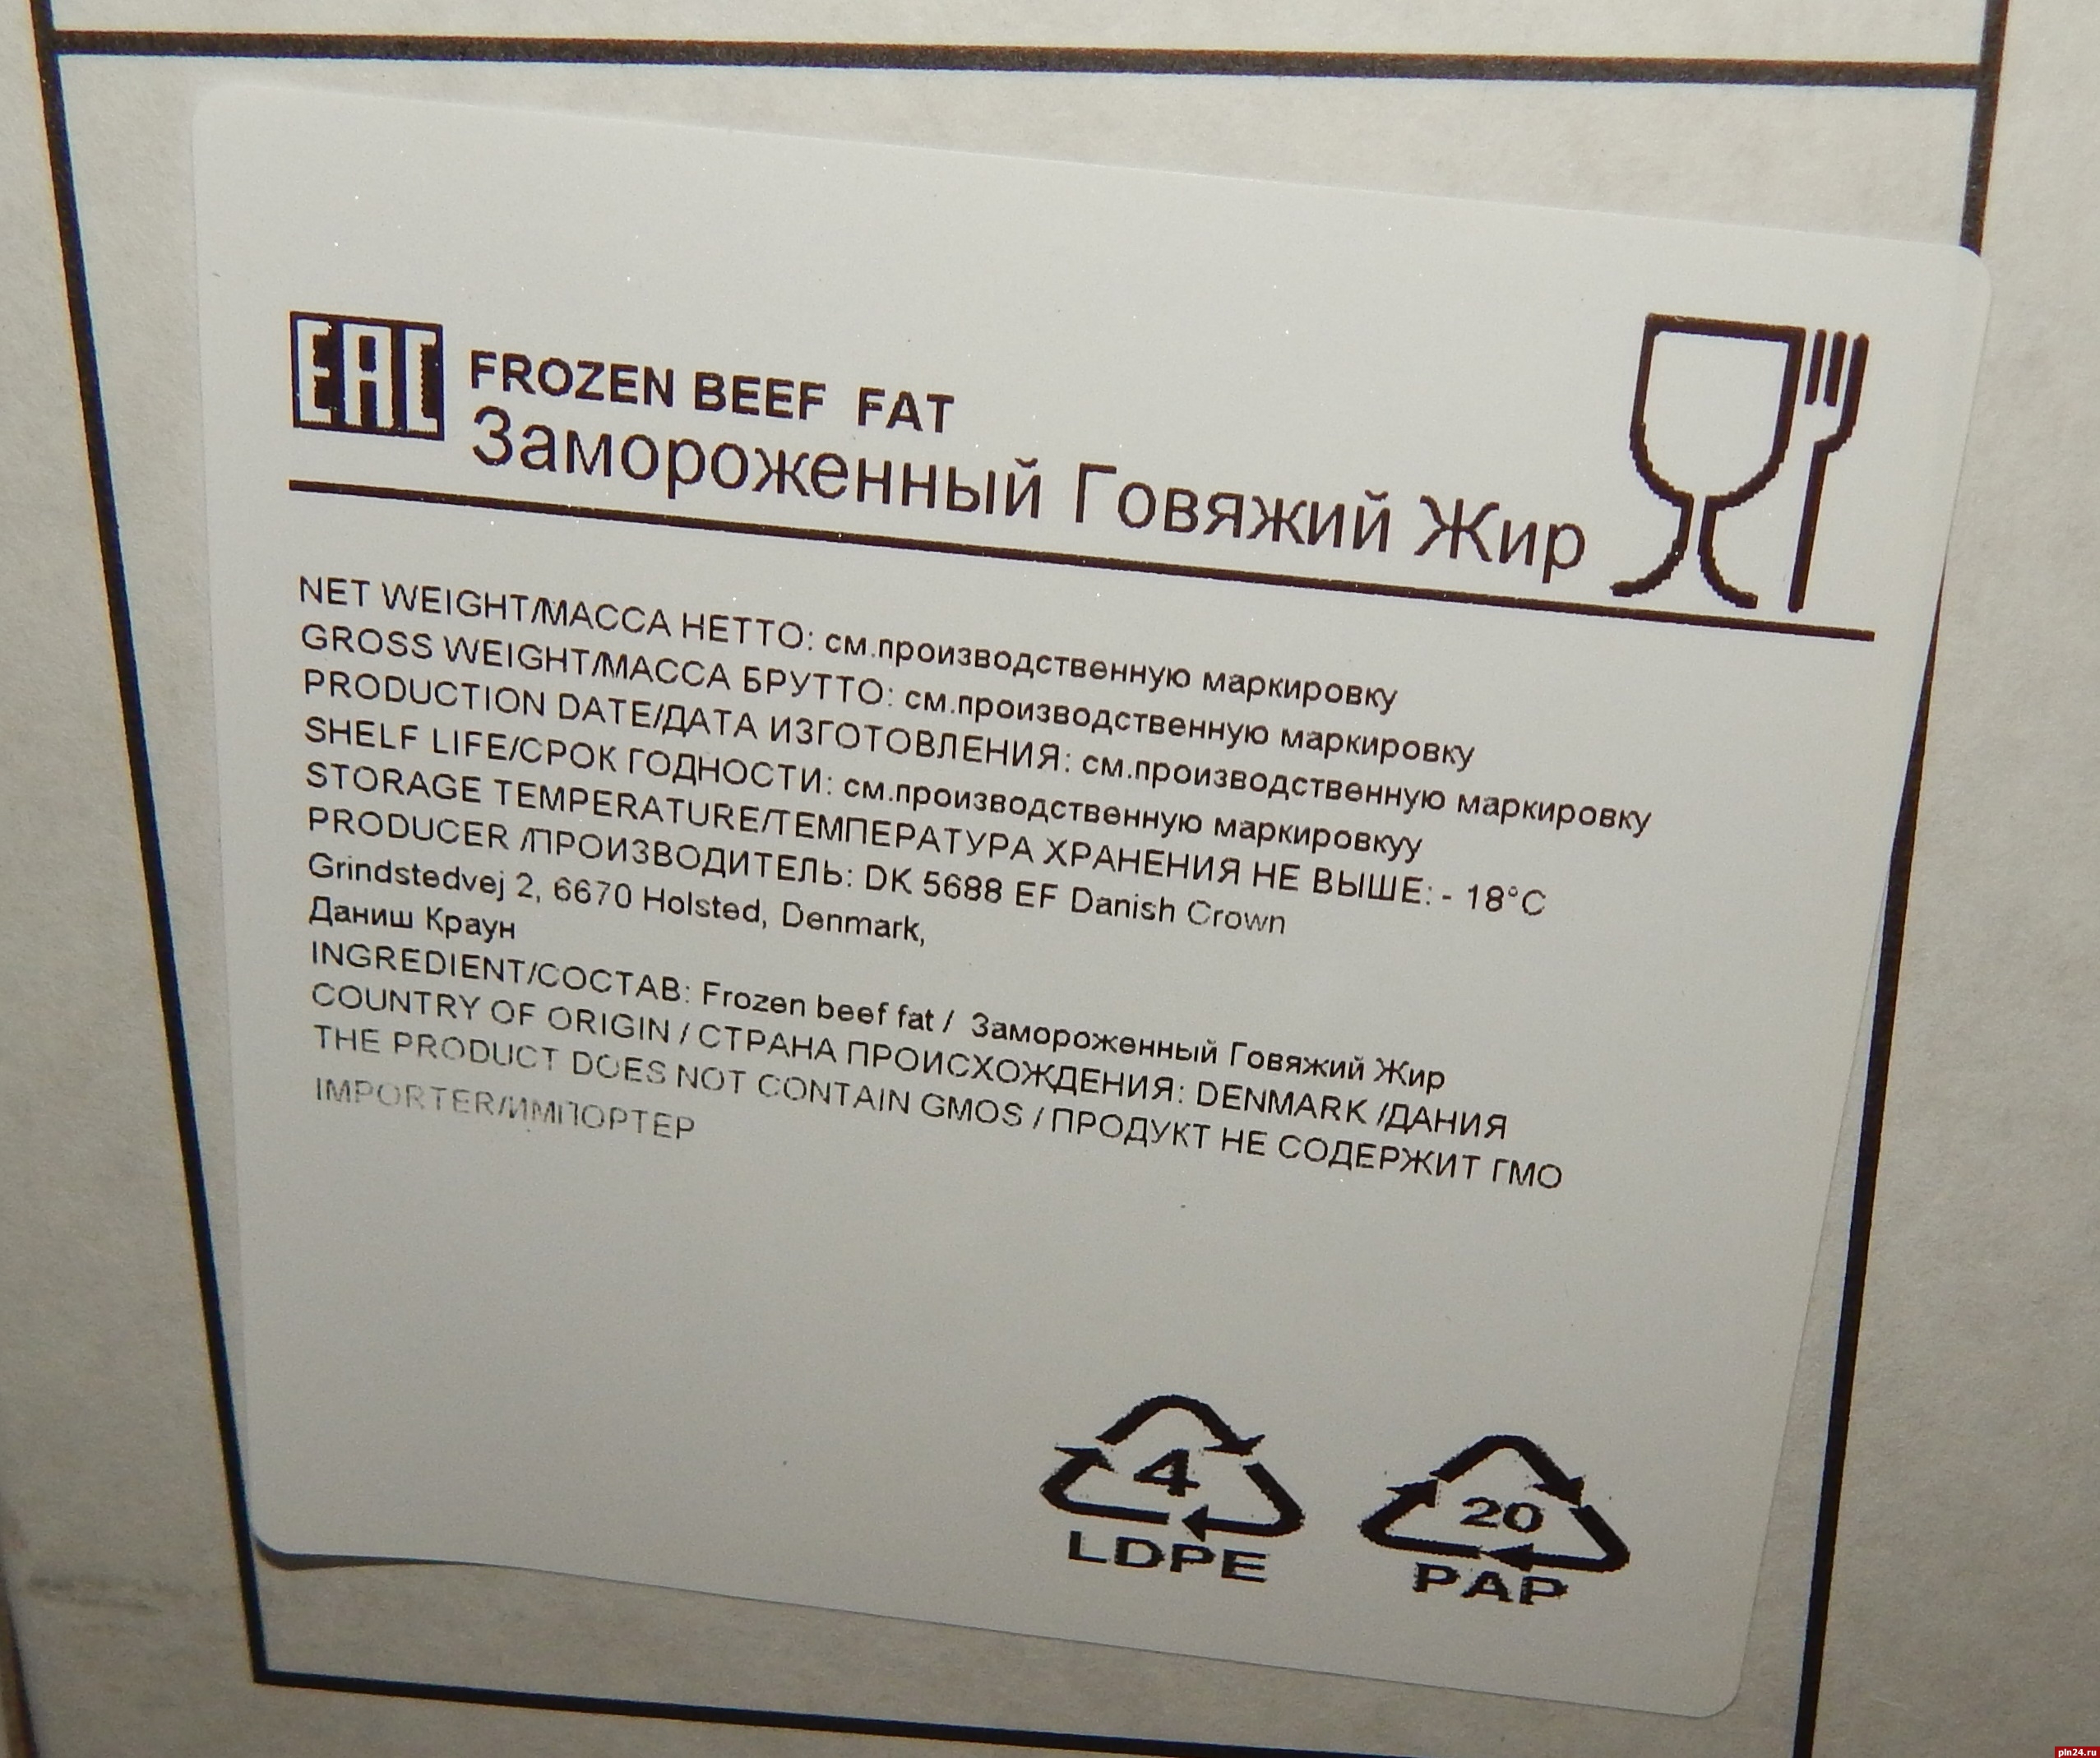 EAC
FROZEN BEEF FAT
Замороженный Говяжий Жир
NET WEIGHT/МАССА НЕТТО: см.производственную маркировку
GROSS WEIGHT/МАССА БРУТТО: см.производственную маркировку
PRODUCTION DATE/ДАТА ИЗГОТОВЛЕНИЯ: см.производственную маркировку
SHELF LIFE/СРОК ГОДНОСТИ: см.производственную маркировкуу
STORAGE TEMPERATURE/ТЕМПЕРАТУРА ХРАНЕНИЯ НЕ ВЫШЕ: - 18°C
PRODUCER /ПРОИЗВОДИТЕЛЬ: DK 5688 EF Danish Crown
Grindstedvej 2, 6670 Holsted, Denmark,
Даниш Краун
INGREDIENT/СОСТАВ: Frozen beef fat / Замороженный Говяжий Жир
COUNTRY OF ORIGIN / СТРАНА ПРОИСХОЖДЕНИЯ: DENMARK /ДАНИЯ
THE PRODUCT DOES NOT CONTAIN GMOS / ПРОДУКТ НЕ СОДЕРЖИТ ГМО
IMPORTER/ИМПОРТЕР
4
LDPE
20
PAP
pln24.ru